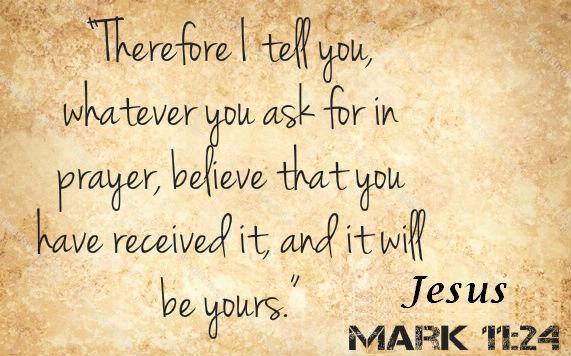 "Therefore I tell you,
whatever you ask for in
prayer, believe that you
have received it, and it will
be yours."
Jesus
MARK 11:24